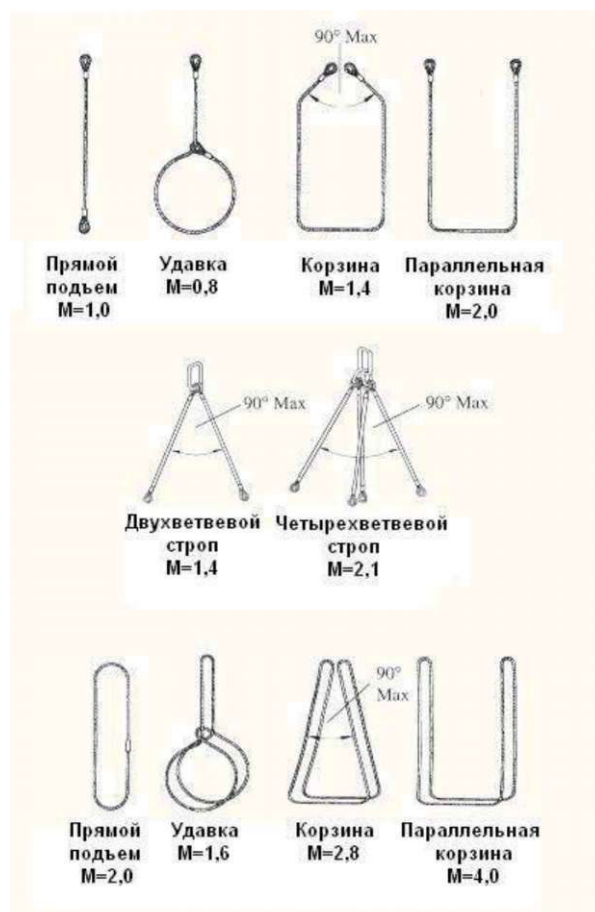 90° Max
Прямой
подъем
М=1,0
Удавка
М=0,8
Корзина
М=1,4
Параллельная
корзина
М=2,0
90° Max
90° Max
Двухветвевой
строп
М=1,4
Четырехветвевой
строп
М=2,1
90°
Max
Прямой
подъем
М=2,0
Удавка
М=1,6
Корзина
М=2,8
Параллельная
корзина
М=4,0